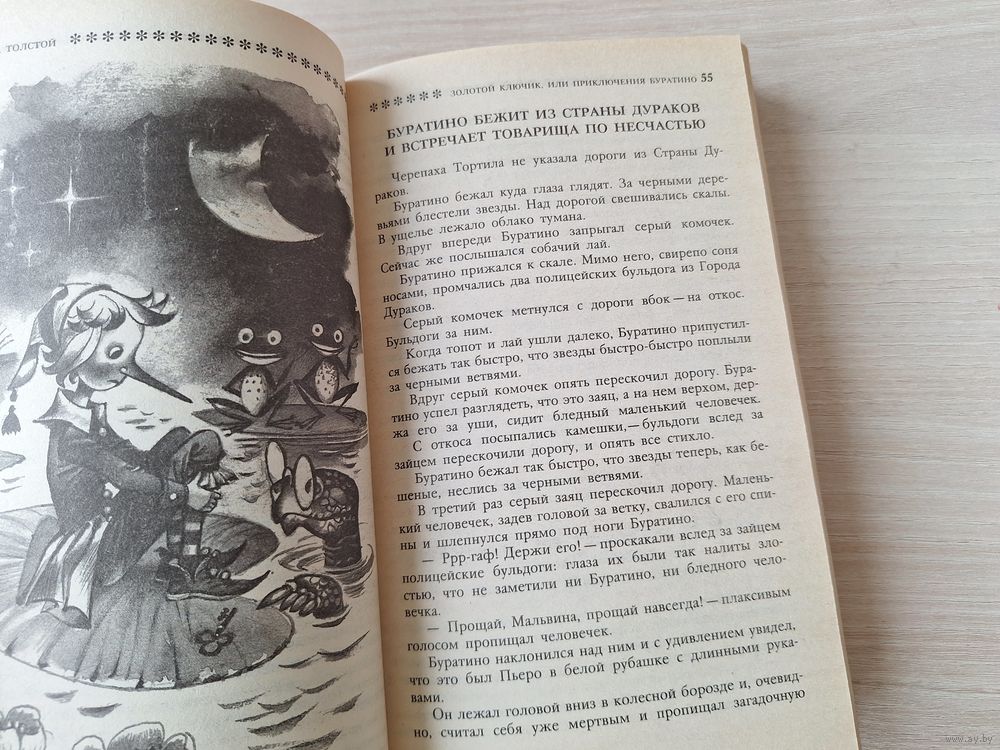 ТОЛСТОЙ
ЗОЛОТОЙ КЛЮЧИК, ИЛИ ПРИКЛЮЧЕНИЯ БУРАТИНО 55
БУРАТИНО БЕЖИТ ИЗ СТРАНЫ ДУРАКОВ
И ВСТРЕЧАЕТ ТОВАРИЩА ПО НЕСЧАСТЬЮ
Черепаха Тортила не указала дороги из Страны Ду-
раков.
Буратино бежал куда глаза глядят. За черными дере-
вьями блестели звезды. Над дорогой свешивались скалы.
В ущелье лежало облако тумана.
Вдруг впереди Буратино запрыгал серый комочек.
Сейчас же послышался собачий лай.
Буратино прижался к скале. Мимо него, свирепо сопя
носами, промчались два полицейских бульдога из Города
Дураков.
Серый комочек метнулся с дороги вбок — на откос.
Бульдоги за ним.
Когда топот и лай ушли далеко, Буратино припустил-
ся бежать так быстро, что звезды быстро-быстро поплыли
за черными ветвями.
Вдруг серый комочек опять перескочил дорогу. Бура-
тино успел разглядеть, что это заяц, а на нем верхом, дер-
жа его за уши, сидит бледный маленький человечек.
С откоса посыпались камешки, — бульдоги вслед за
зайцем перескочили дорогу, и опять все стихло.
Буратино бежал так быстро, что звезды теперь, как бе-
шеные, неслись за черными ветвями.
В третий раз серый заяц перескочил дорогу. Малень-
кий человечек, задев головой за ветку, свалился с его спи-
ны и шлепнулся прямо под ноги Буратино.
— Ррр-гаф! Держи его! — проскакали вслед за зайцем
полицейские бульдоги: глаза их были так налиты зло-
стью, что не заметили ни Буратино, ни бледного чело-
вечка.
— Прощай, Мальвина, прощай навсегда! — плаксивым
голосом пропищал человечек.
Буратино наклонился над ним и с удивлением увидел,
что это был Пьеро в белой рубашке с длинными рука-
вами.
Он лежал головой вниз в колесной борозде и, очевид-
но, считал себя уже мертвым и пропищал загадочную
www.ay.by